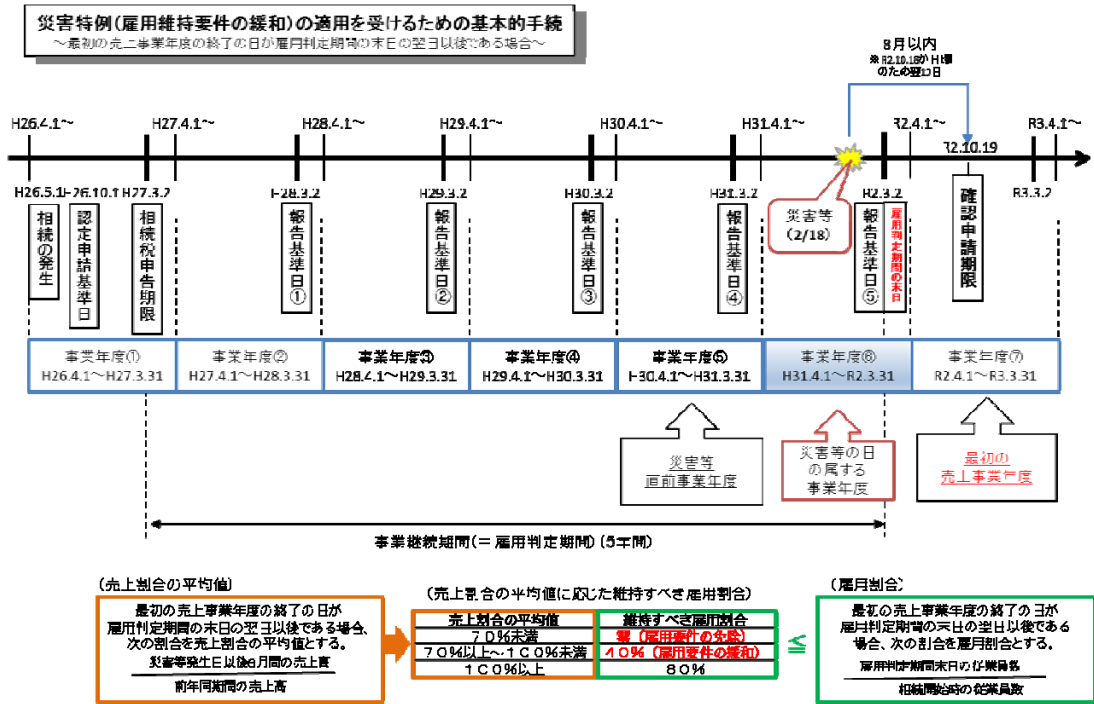 災害特例(雇用維持要件の緩和)の適用を受けるための基本的手続
～最初の売上事業年度の終了の日が雇用判定期間の末日の翌日以後である場合～
8月以内
※R2.10.18が
のため翌
H26.4.1～
H27.4.1～
H28.4.1～
H29.4.1～
H30.4.1～
H31.4.1～
R2.4.1～
R3.4.1～
R2.10.19
H26.5.1
H26.10.1
H27.3.2
H28.3.2
H29.3.2
H30.3.2
H31.3.2
R2.3.2
R3.3.2
相続の発生
認定申請基準日
相続税申告期限
報告基準日①
報告基準日②
報告基準日③
報告基準日④
災害等
(2/18)
報告基準日⑤
雇用判定期間の末日
確認申請期限
事業年度①
H26.4.1～H27.3.31
事業年度②
H27.4.1～H28.3.31
事業年度③
H28.4.1～H29.3.31
事業年度④
H29.4.1～H30.3.31
事業年度⑤
H30.4.1～H31.3.31
事業年度⑥
H31.4.1～R2.3.31
事業年度⑦
R2.4.1～R3.3.31
災害等
直前事業年度
災害等の日
の属する
事業年度
最初の
売上事業年度
事業継続期間(＝雇用判定期間)(5年間)
(売上割合の平均値)
最初の売上事業年度の終了の日が
雇用判定期間の末日の翌日以後である場合、
次の割合を売上割合の平均値とする。
災害等発生日以後6月間の売上高
前年同期間の売上高
(売上割合の平均値に応じた維持すべき雇用割合)
売上割合の平均値 維持すべき雇用割合
70%未満 零(雇用要件の免除)
70%以上～100%未満 40%(雇用要件の緩和)
100%以上 80%
≦
(雇用割合)
最初の売上事業年度の終了の日が
雇用判定期間の末日の翌日以後である
場合、次の割合を雇用割合とする。
雇用判定期間末日の従業員数
相続開始時の従業員数